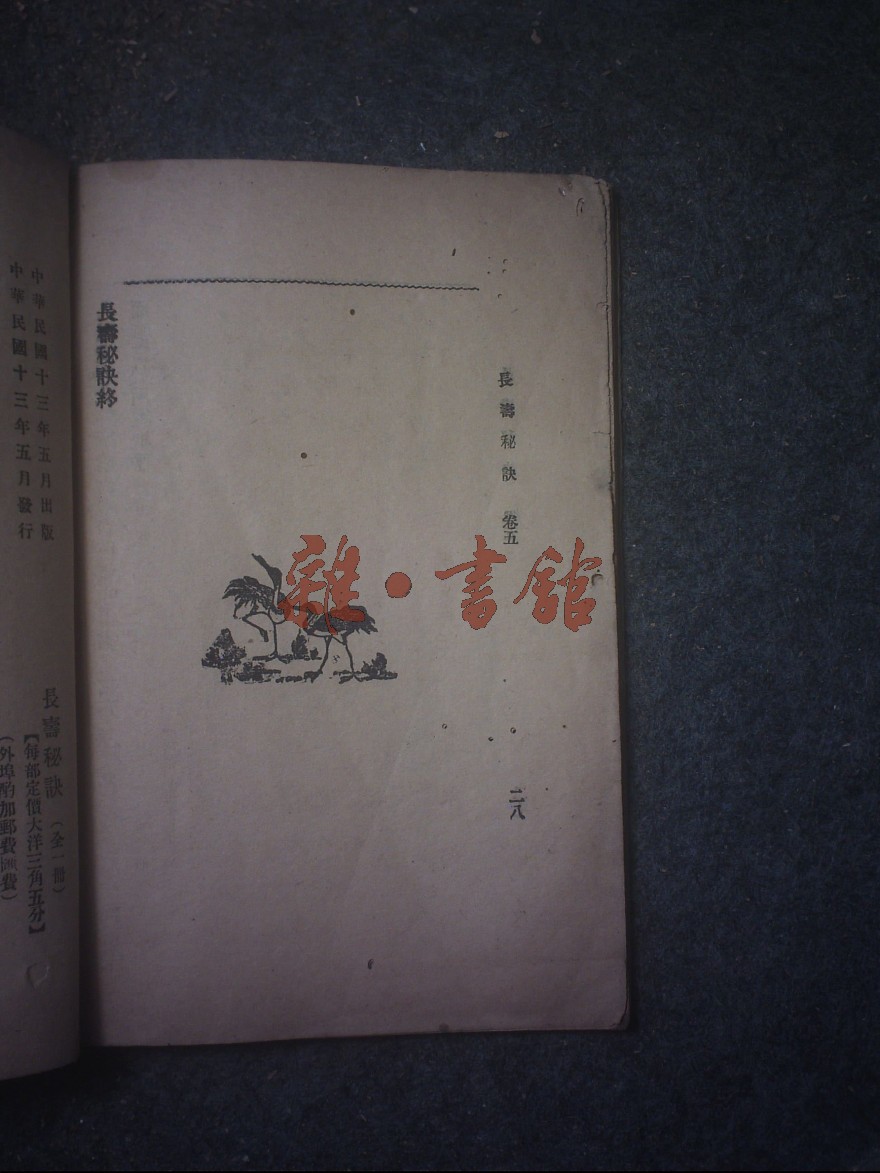 長壽秘訣 卷五
二八
長壽秘訣終
雜·書館
中華民國十三年五月出版
中華民國十三年五月發行
長壽秘訣（全一冊）
【每部定價大洋三角五分】
（外埠酌加郵費匯費）